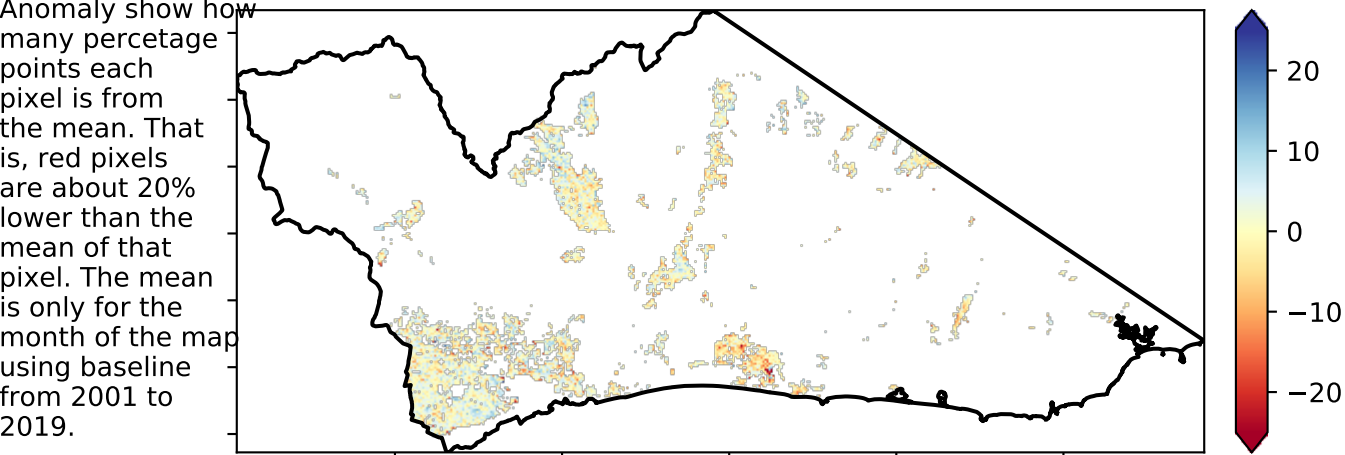 Anomaly show how
many percetage
points each
pixel is from
the mean. That
is, red pixels
are about 20%
lower than the
mean of that
pixel. The mean
is only for the
month of the map
using baseline
from 2001 to
2019.
20
10
0
−10
−20